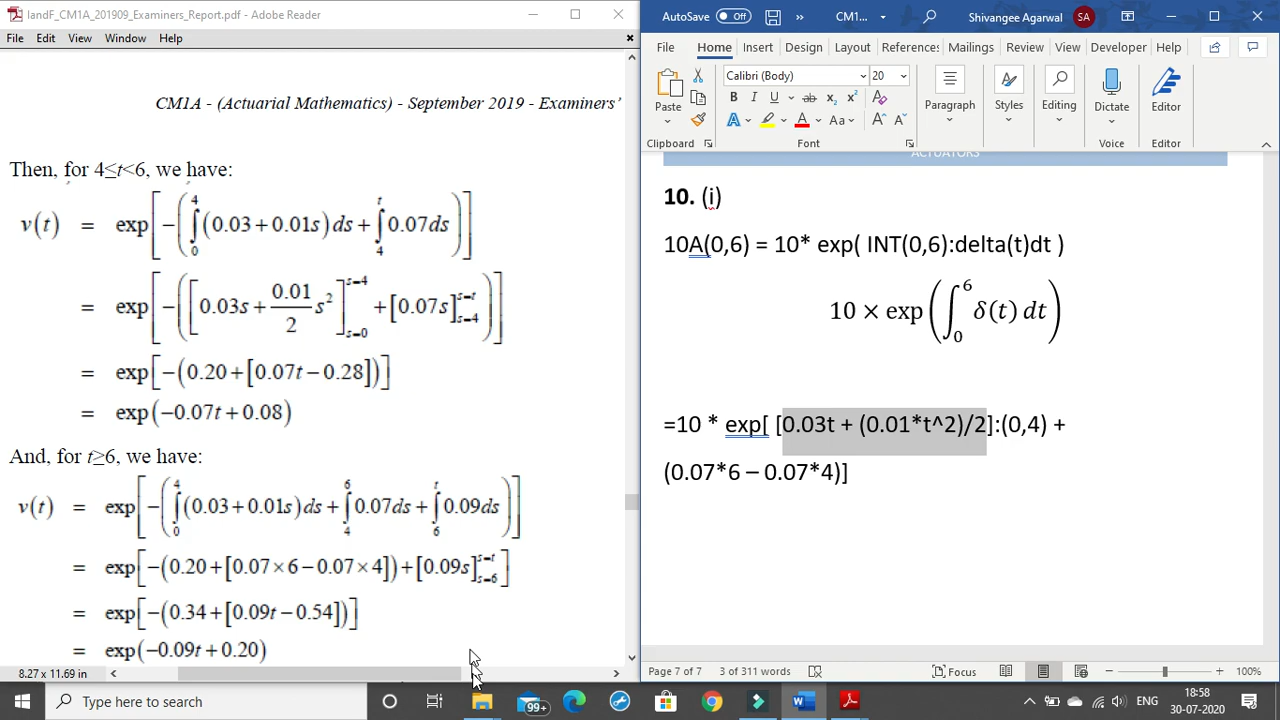 landF_CM1A_201909_Examiners_Report.pdf - Adobe Reader
File Edit View Window Help
CM1A - (Actuarial Mathematics) - September 2019 - Examiners’
Then, for 4≤t<6, we have:
v(t) = exp[−(∫₀⁴(0.03+0.01s)ds+∫₄ᵗ0.07ds)]
= exp[−([0.03s+0.01/2 s²]ₛ₌₀ˢ⁼⁴+[0.07s]ₛ₌₄ˢ⁼ᵗ)]
= exp[−(0.20+[0.07t−0.28])]
= exp(−0.07t+0.08)
And, for t≥6, we have:
v(t) = exp[−(∫₀⁴(0.03+0.01s)ds+∫₄⁶0.07ds+∫₆ᵗ0.09ds)]
= exp[−(0.20+[0.07×6−0.07×4])+[0.09s]ₛ₌₆ˢ⁼ᵗ]
= exp[−(0.34+[0.09t−0.54])]
= exp(−0.09t+0.20)
8.27 x 11.69 in
AutoSave Off CM1... Shivangee Agarwal SA
File Home Insert Design Layout References Mailings Review View Developer Help
Calibri (Body) 20
B I U ab x₂ x² A
A A Aa A A
Paste Paragraph Styles Editing Dictate Editor
Clipboard Font Voice Editor
ACTUATORS
10. (i)
10A(0,6) = 10* exp( INT(0,6):delta(t)dt )
10 × exp(∫₀⁶ δ(t) dt)
=10 * exp[ [0.03t + (0.01*t^2)/2]:(0,4) +
(0.07*6 – 0.07*4)]
Page 7 of 7 3 of 311 words Focus 100%
Type here to search 99+ ENG 18:58
30-07-2020